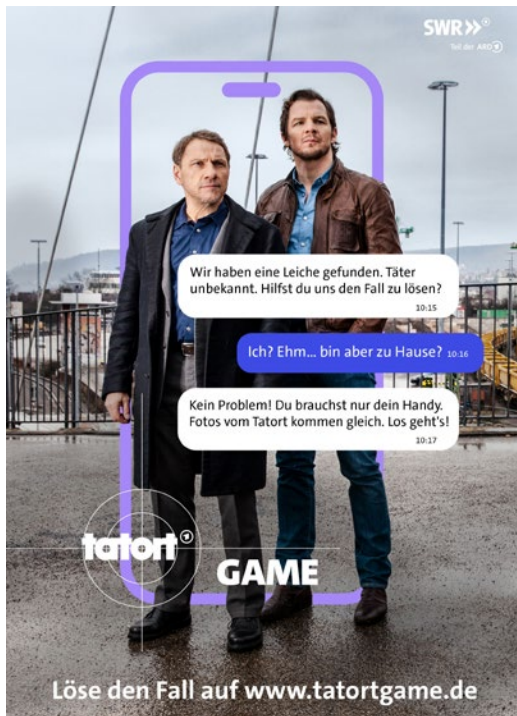 SWR»
Teil der ARD
Wir haben eine Leiche gefunden. Täter
unbekannt. Hilfst du uns den Fall zu lösen?
10:15
Ich? Ehm... bin aber zu Hause? 10:16
Kein Problem! Du brauchst nur dein Handy.
Fotos vom Tatort kommen gleich. Los geht's!
10:17
tatort
GAME
Löse den Fall auf www.tatortgame.de